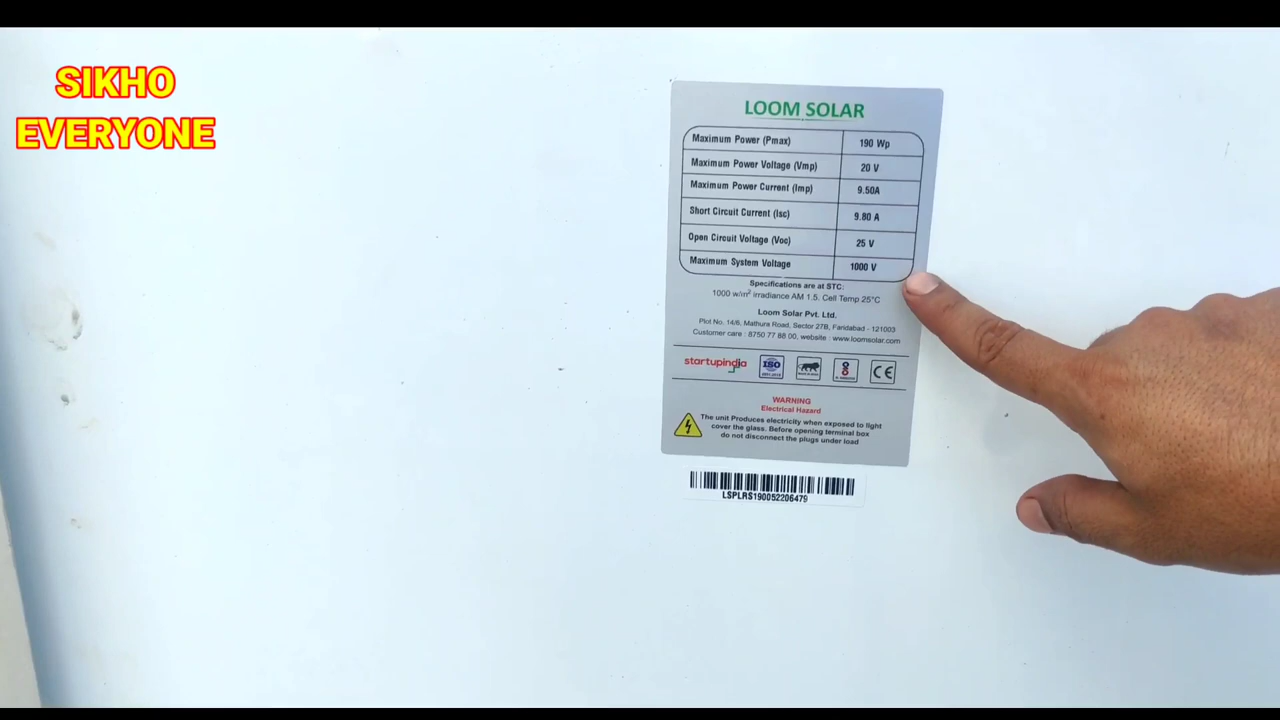 SIKHO
EVERYONE
LOOM SOLAR
Maximum Power (Pmax) 190 Wp
Maximum Power Voltage (Vmp) 20 V
Maximum Power Current (Imp) 9.50A
Short Circuit Current (Isc) 9.80 A
Open Circuit Voltage (Voc) 25 V
Maximum System Voltage 1000 V
Specifications are at STC:
1000 w/in² irradiance AM 1.5. Cell Temp 25°C
Loom Solar Pvt. Ltd.
Plot No. 14/6, Mathura Road, Sector 27B, Faridabad - 121003
Customer care : 8750 77 88 00, website : www.loomsolar.com
startupindia ISO CE
WARNING
Electrical Hazard
The unit Produces electricity when exposed to light
cover the glass. Before opening terminal box
do not disconnect the plugs under load
LSPLRS190052206479